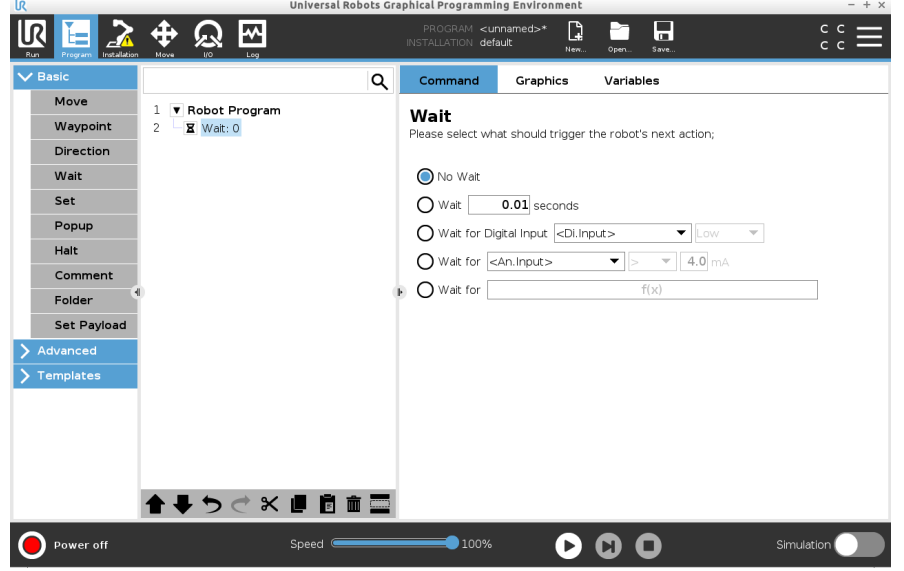 Universal Robots Graphical Programming Environment
Run Program Installation Move I/O Log
PROGRAM <unnamed>*
INSTALLATION default
New... Open... Save...
C C
C C
Basic
Move
Waypoint
Direction
Wait
Set
Popup
Halt
Comment
Folder
Set Payload
Advanced
Templates
1 Robot Program
2 Wait: 0
Command Graphics Variables
Wait
Please select what should trigger the robot's next action;
No Wait
Wait 0.01 seconds
Wait for Digital Input <Di.Input> Low
Wait for <An.Input> > 4.0 mA
Wait for f(x)
Power off
Speed 100%
Simulation